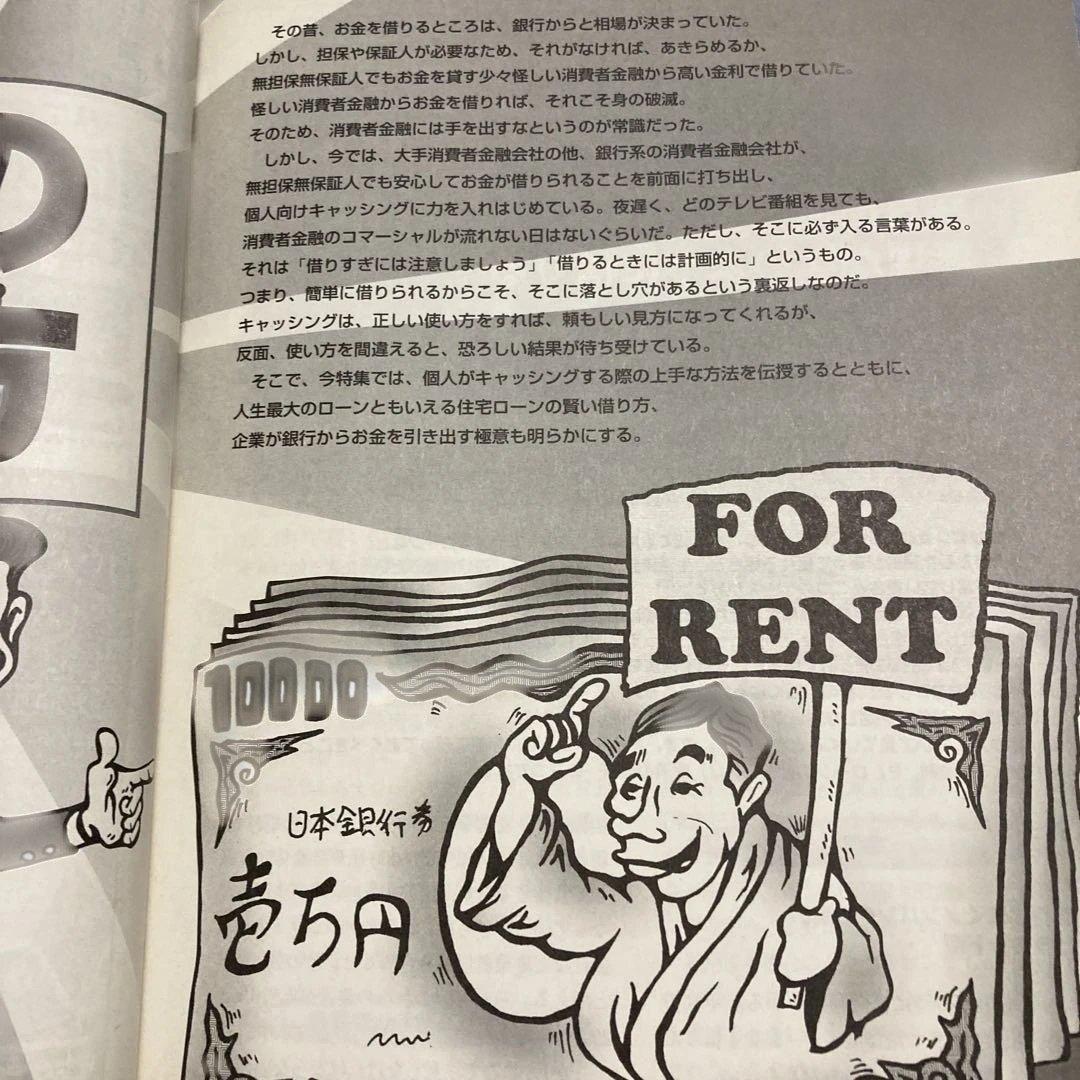 その昔、お金を借りるところは、銀行からと相場が決まっていた。
しかし、担保や保証人が必要なため、それがなければ、あきらめるか、
無担保無保証人でもお金を貸す少々怪しい消費者金融から高い金利で借りていた。
怪しい消費者金融からお金を借りれば、それこそ身の破滅。
そのため、消費者金融には手を出すなというのが常識だった。
しかし、今では、大手消費者金融会社の他、銀行系の消費者金融会社が、
無担保無保証人でも安心してお金が借りられることを前面に打ち出し、
個人向けキャッシングに力を入れはじめている。夜遅く、どのテレビ番組を見ても、
消費者金融のコマーシャルが流れない日はないぐらいだ。ただし、そこに必ず入る言葉がある。
それは「借りすぎには注意しましょう」「借りるときには計画的に」というもの。
つまり、簡単に借りられるからこそ、そこに落とし穴があるという裏返しなのだ。
キャッシングは、正しい使い方をすれば、頼もしい見方になってくれるが、
反面、使い方を間違えると、恐ろしい結果が待ち受けている。
そこで、今特集では、個人がキャッシングする際の上手な方法を伝授するとともに、
人生最大のローンともいえる住宅ローンの賢い借り方、
企業が銀行からお金を引き出す極意も明らかにする。
FOR
RENT
10000
日本銀行券
壱万円
の